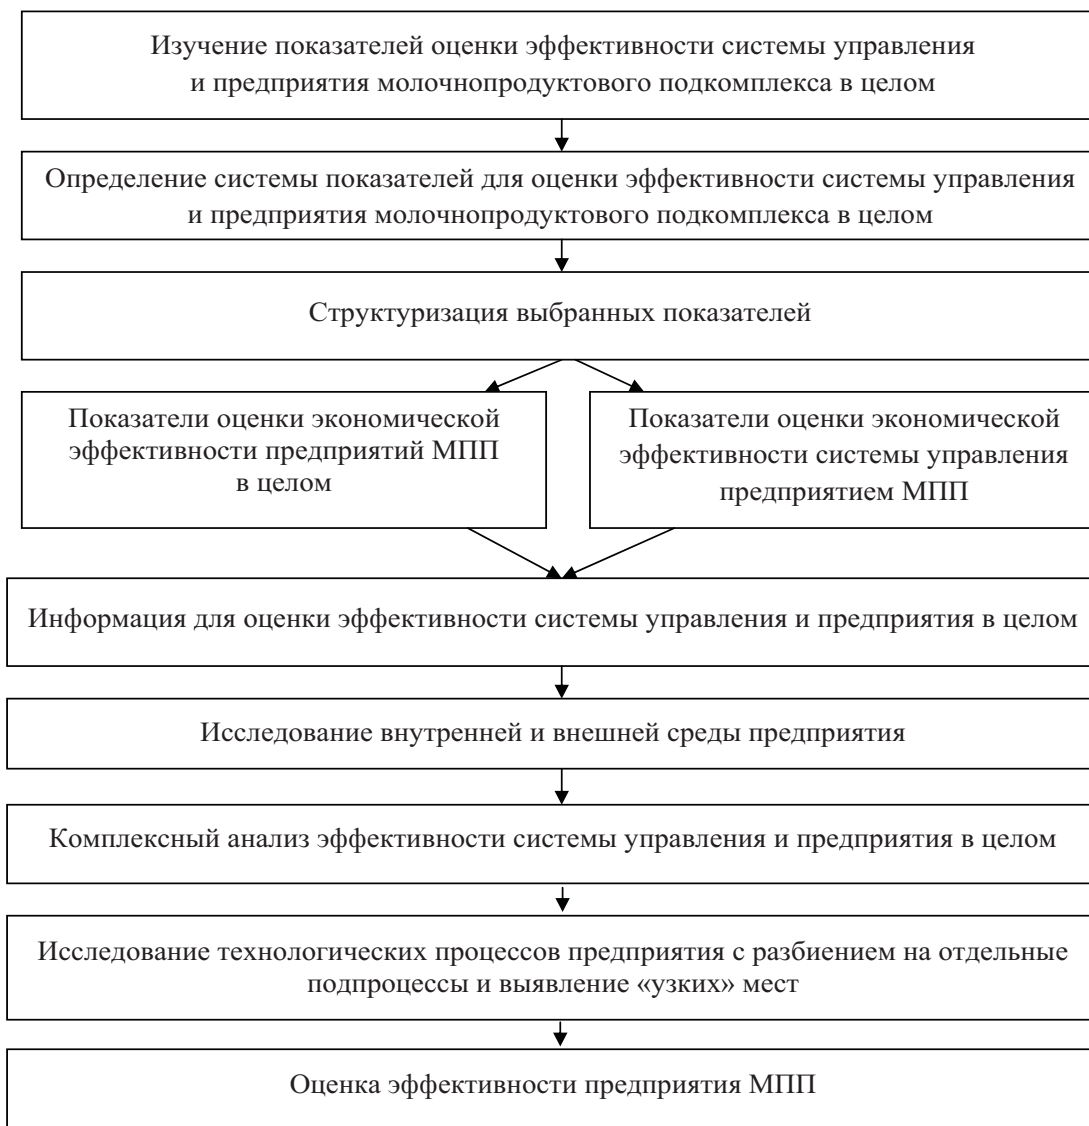 Изучение показателей оценки эффективности системы управления
и предприятия молочнопродуктового подкомплекса в целом
Определение системы показателей для оценки эффективности системы управления
и предприятия молочнопродуктового подкомплекса в целом
Структуризация выбранных показателей
Показатели оценки экономической
эффективности предприятий МПП
в целом
Показатели оценки экономической
эффективности системы управления
предприятием МПП
Информация для оценки эффективности системы управления и предприятия в целом
Исследование внутренней и внешней среды предприятия
Комплексный анализ эффективности системы управления и предприятия в целом
Исследование технологических процессов предприятия с разбиением на отдельные
подпроцессы и выявление «узких» мест
Оценка эффективности предприятия МПП